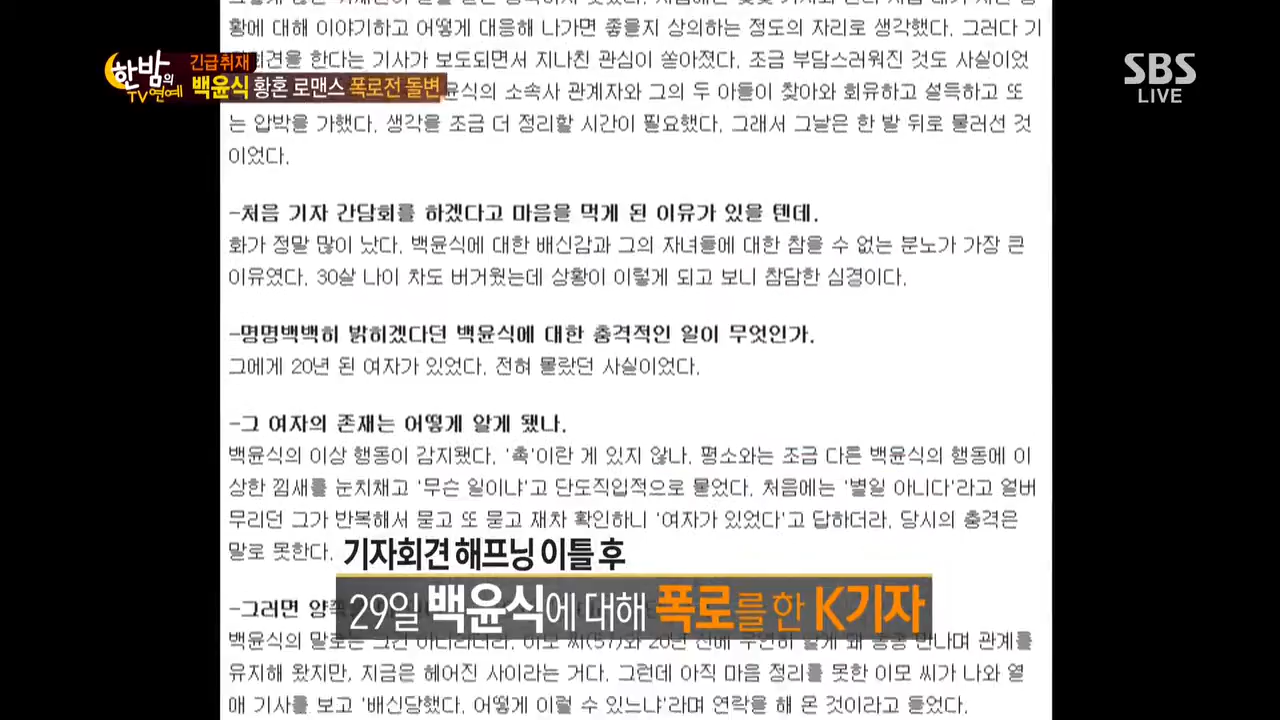 황에 대해 이야기하고 어떻게 대응해 나가면 좋을지 상의하는 정도의 자리로 생각했다. 그러다 기
회견을 한다는 기사가 보도되면서 지나친 관심이 쏟아졌다. 조금 부담스러워진 것도 사실이었
윤식의 소속사 관계자와 그의 두 아들이 찾아와 회유하고 설득하고 또
는 압박을 가했다. 생각을 조금 더 정리할 시간이 필요했다. 그래서 그날은 한 발 뒤로 물러선 것
이었다.
한밤의
TV연예
긴급취재
백윤식 황혼 로맨스 폭로전 돌변
SBS
LIVE
-처음 기자 간담회를 하겠다고 마음을 먹게 된 이유가 있을 텐데.
화가 정말 많이 났다. 백윤식에 대한 배신감과 그의 자녀들에 대한 참을 수 없는 분노가 가장 큰
이유였다. 30살 나이 차도 버거웠는데 상황이 이렇게 되고 보니 참담한 심경이다.
-명명백백히 밝히겠다던 백윤식에 대한 충격적인 일이 무엇인가.
그에게 20년 된 여자가 있었다. 전혀 몰랐던 사실이었다.
-그 여자의 존재는 어떻게 알게 됐나.
백윤식의 이상 행동이 감지됐다. '촉'이란 게 있지 않나. 평소와는 조금 다른 백윤식의 행동에 이
상한 낌새를 눈치채고 '무슨 일이냐'고 단도직입적으로 물었다. 처음에는 '별일 아니다'라고 얼버
무리던 그가 반복해서 묻고 또 묻고 재차 확인하니 '여자가 있었다'고 답하더라. 당시의 충격은
말로 못한다.
기자회견 해프닝 이틀 후
29일 백윤식에 대해 폭로를 한 K기자
-그러면 양쪽
백윤식의 말로는
유지해 왔지만, 지금은 헤어진 사이라는 거다. 그런데 아직 마음 정리를 못한 이모 씨가 나와 열
애 기사를 보고 '배신당했다. 어떻게 이럴 수 있느냐'라며 연락을 해 온 것이라고 들었다.